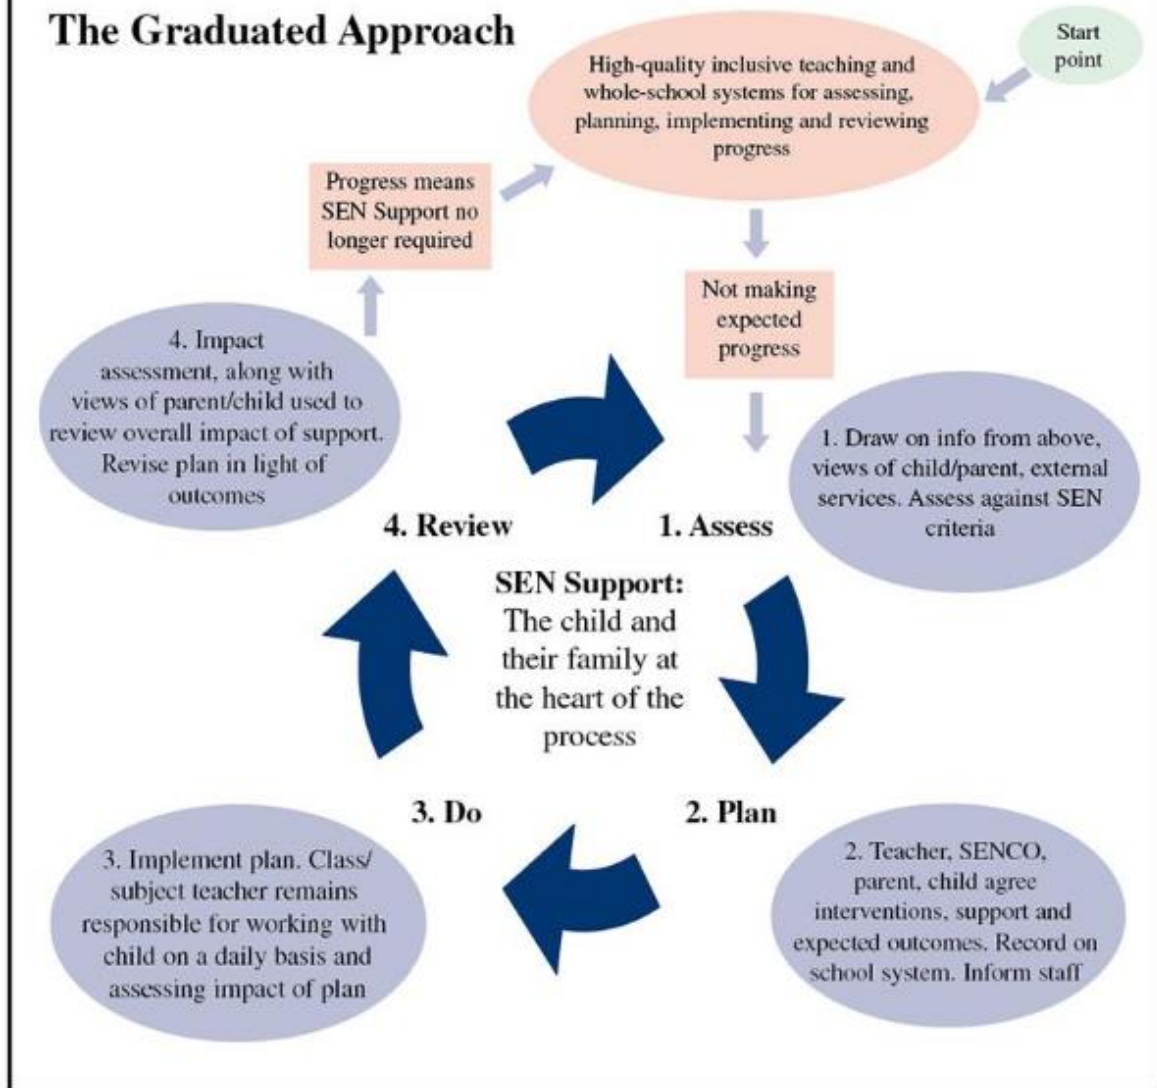 The Graduated Approach
Start
point
High-quality inclusive teaching and
whole-school systems for assessing,
planning, implementing and reviewing
progress
Progress means
SEN Support no
longer required
Not making
expected
progress
4. Impact
assessment, along with
views of parent/child used to
review overall impact of support.
Revise plan in light of
outcomes
1. Draw on info from above,
views of child/parent, external
services. Assess against SEN
criteria
4. Review
1. Assess
SEN Support:
The child and
their family at
the heart of the
process
3. Do
2. Plan
3. Implement plan. Class/
subject teacher remains
responsible for working with
child on a daily basis and
assessing impact of plan
2. Teacher, SENCO,
parent, child agree
interventions, support and
expected outcomes. Record on
school system. Inform staff